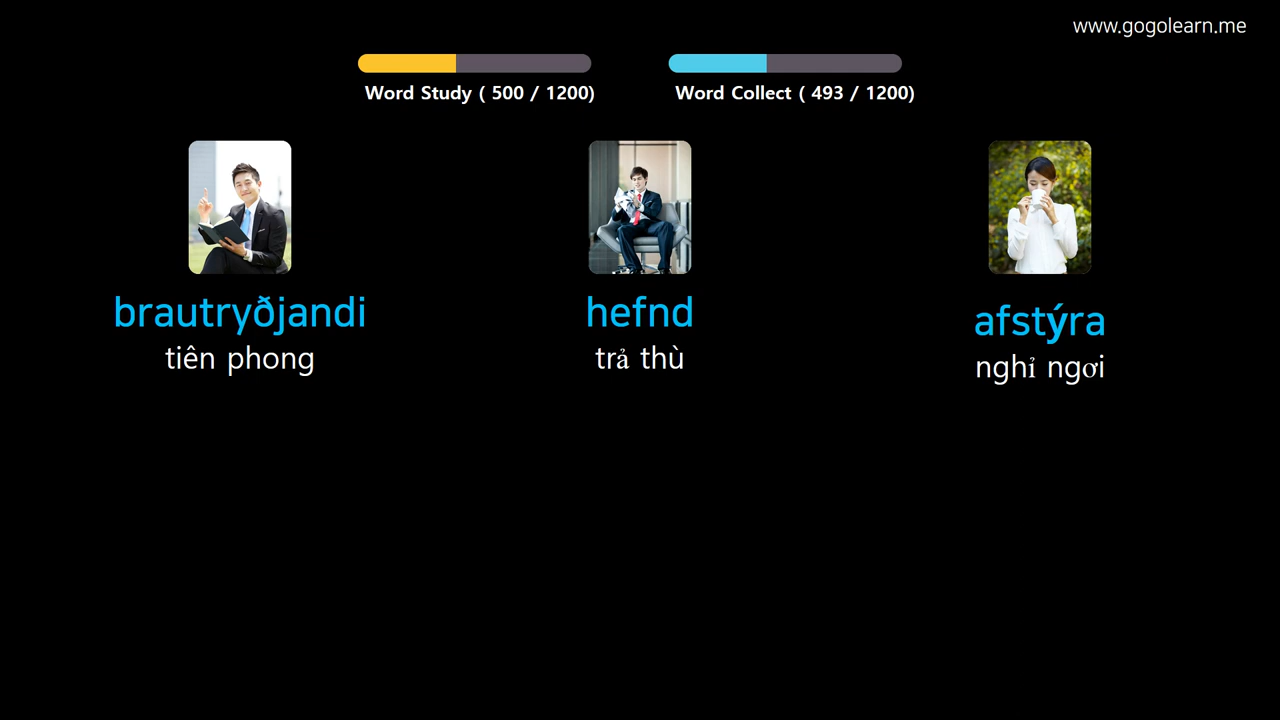 www.gogolearn.me
Word Study ( 500 / 1200)
Word Collect ( 493 / 1200)
brautryðjandi
tiên phong
hefnd
trả thù
afstýra
nghỉ ngơi